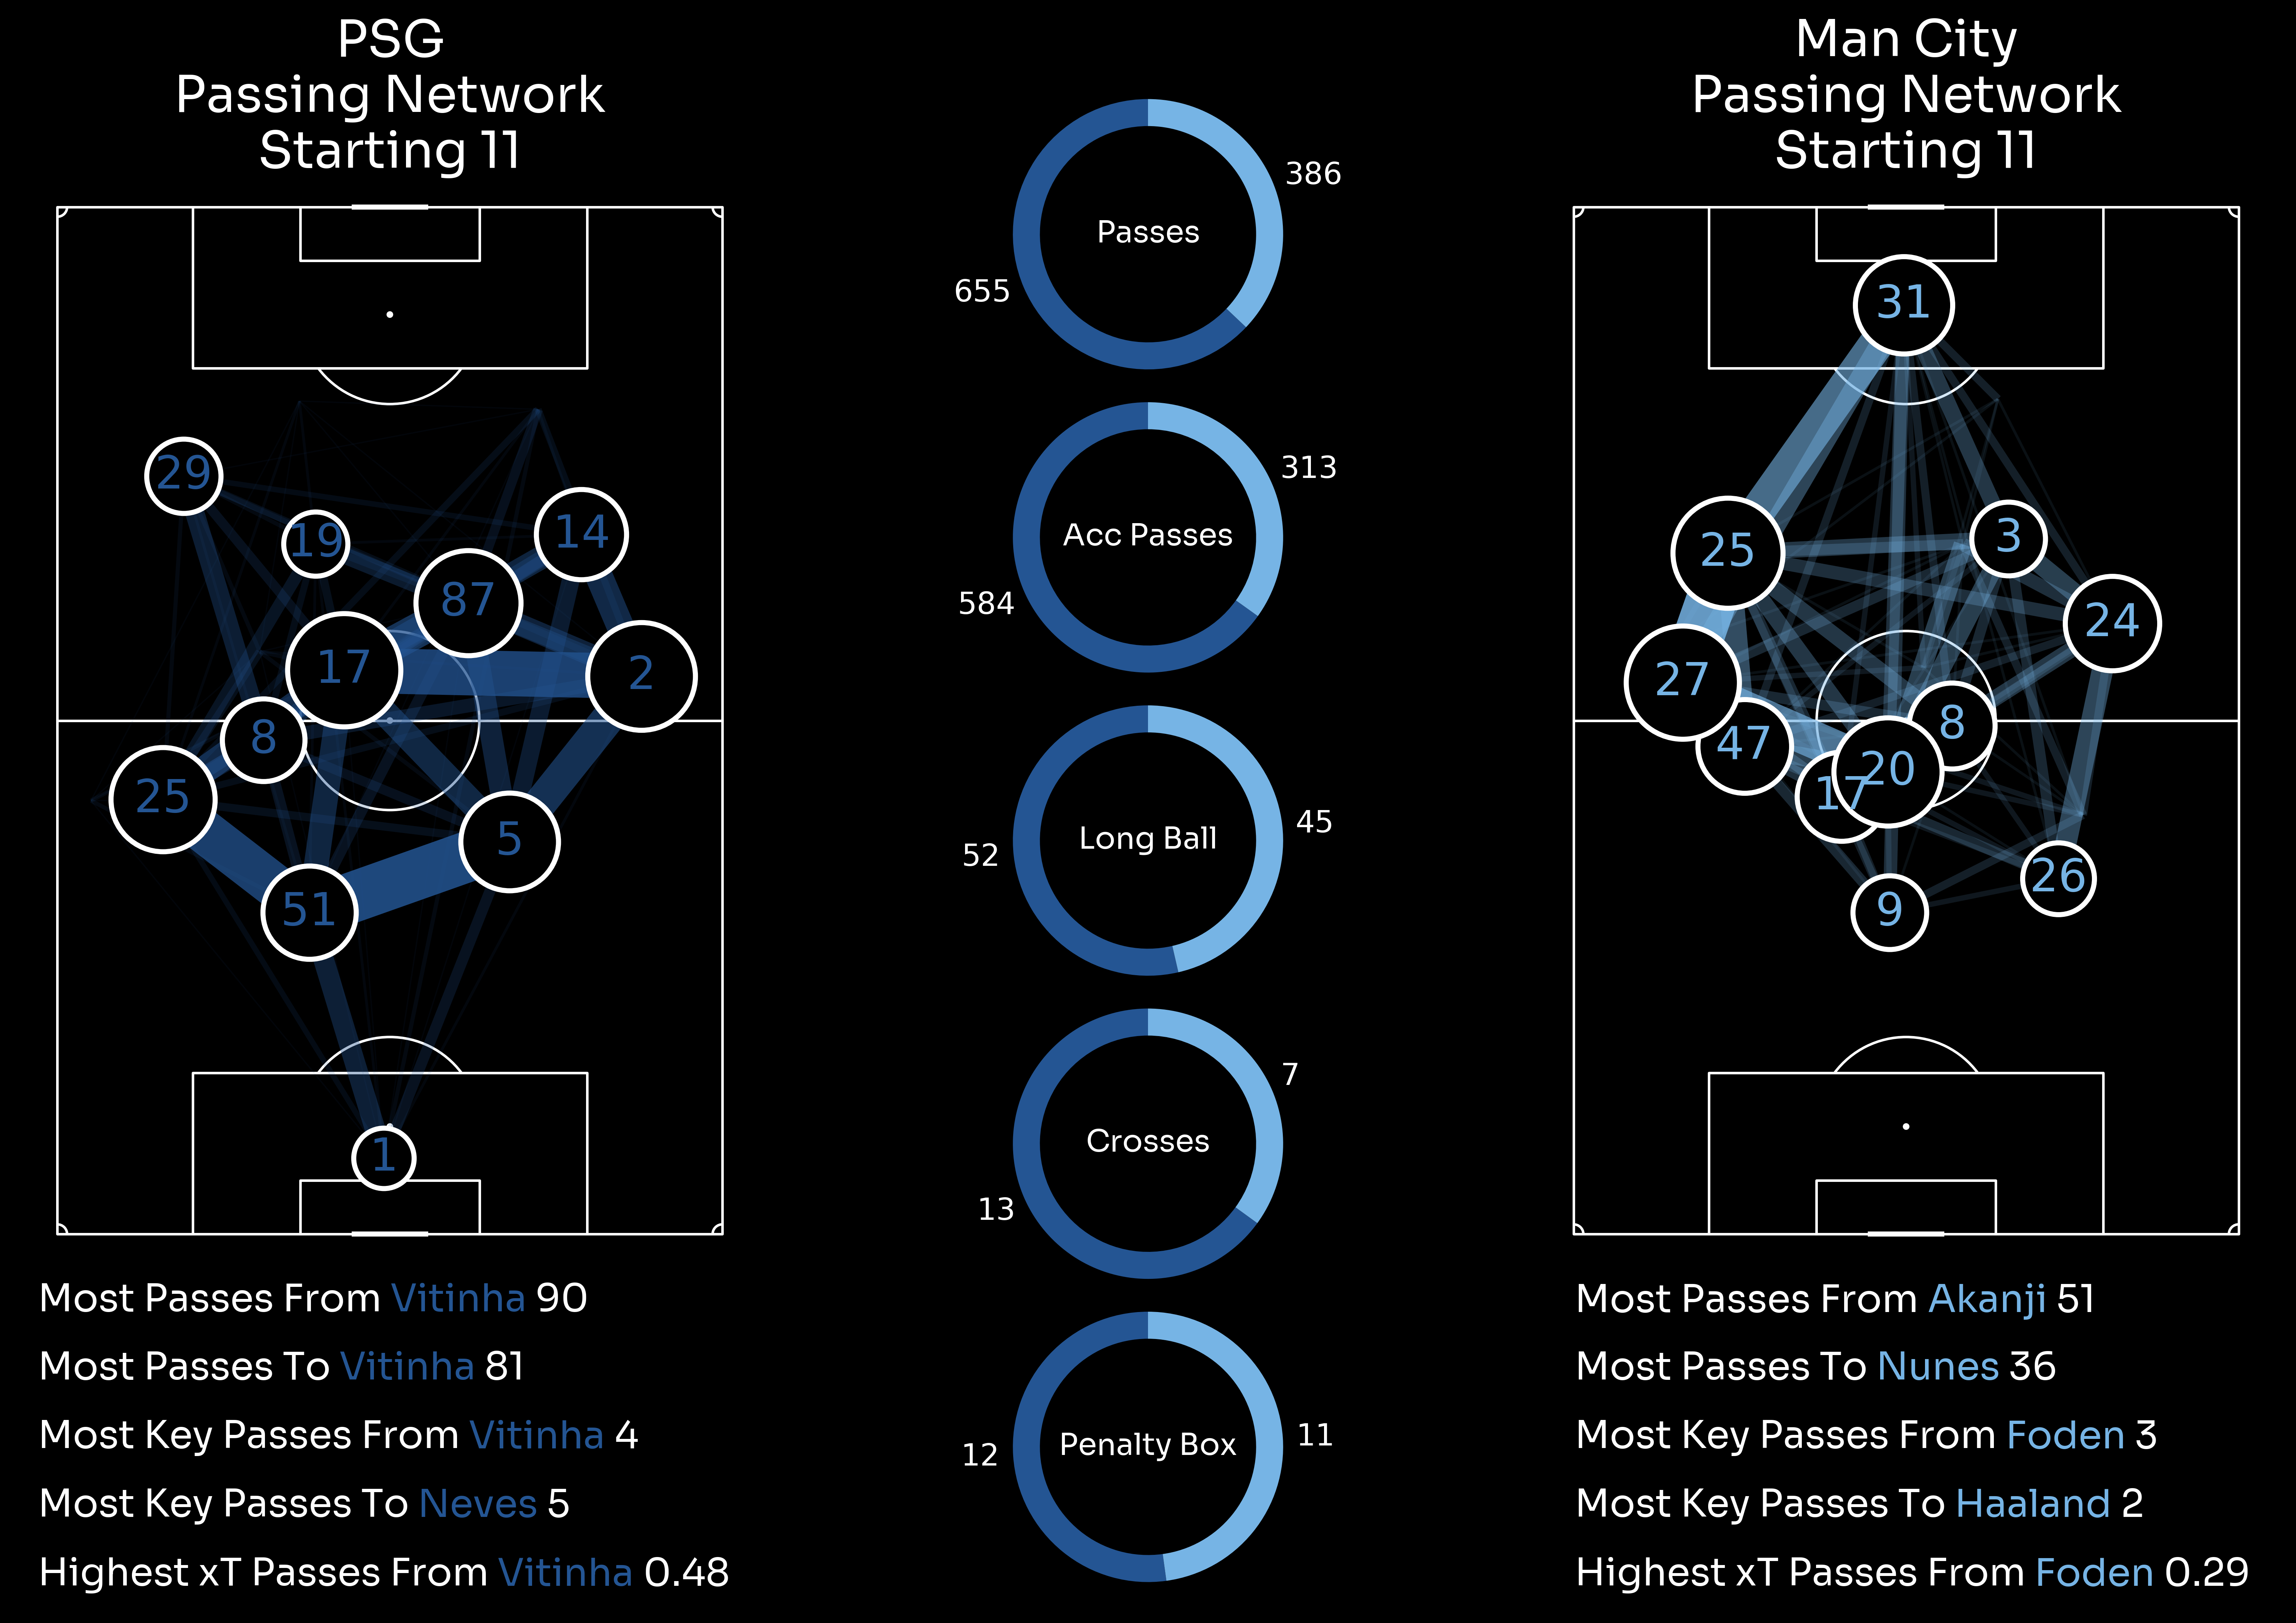 PSG
Passing Network
Starting 11
29
19
14
87
17
2
8
25
5
51
1
Most Passes From Vitinha 90
Most Passes To Vitinha 81
Most Key Passes From Vitinha 4
Most Key Passes To Neves 5
Highest xT Passes From Vitinha 0.48
386
Passes
655
313
Acc Passes
584
45
Long Ball
52
7
Crosses
13
11
Penalty Box
12
Man City
Passing Network
Starting 11
31
25
3
24
27
47
8
20
17
26
9
Most Passes From Akanji 51
Most Passes To Nunes 36
Most Key Passes From Foden 3
Most Key Passes To Haaland 2
Highest xT Passes From Foden 0.29